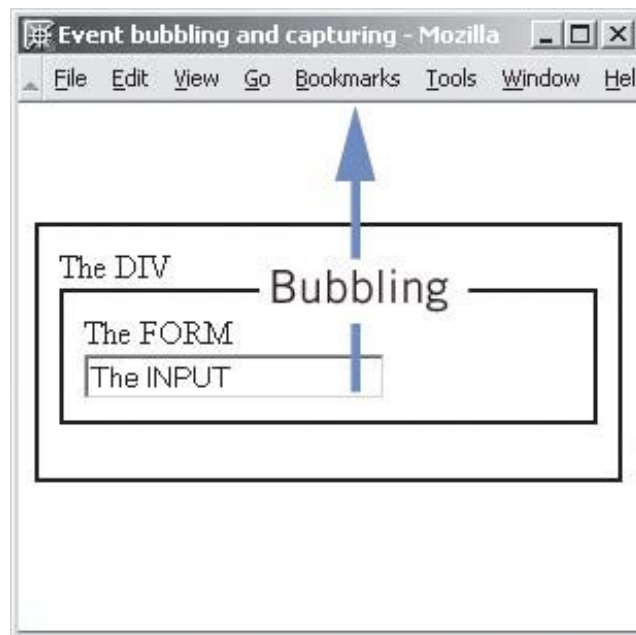 Event bubbling and capturing - Mozilla
File Edit View Go Bookmarks Tools Window Hel
The DIV
Bubbling
The FORM
The INPUT